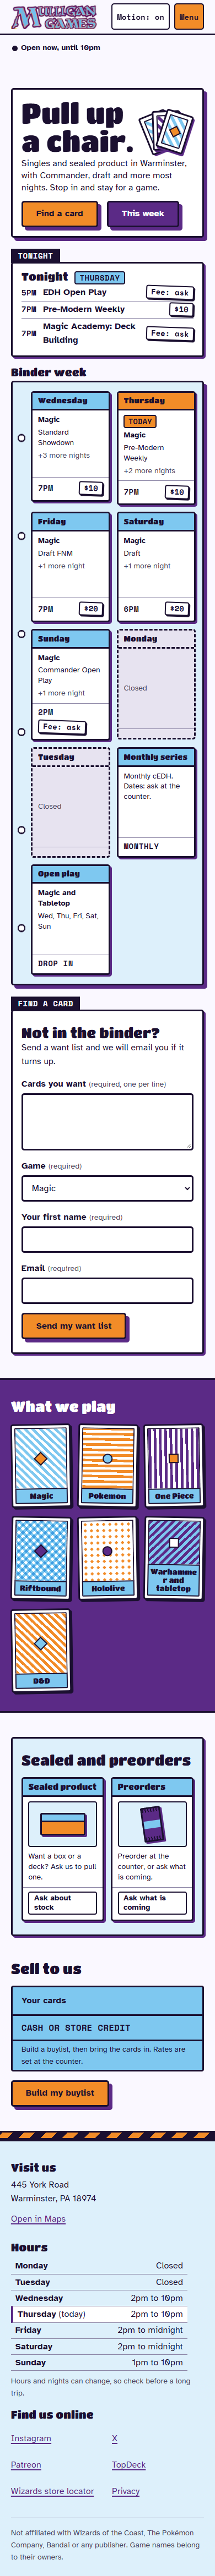 MULLIGAN GAMES
Motion: on
Menu
Open now, until 10pm
Pull up
a chair.
Singles and sealed product in Warminster,
with Commander, draft and more most
nights. Stop in and stay for a game.
Find a card
This week
TONIGHT
Tonight THURSDAY
5PM EDH Open Play Fee: ask
7PM Pre-Modern Weekly $10
7PM Magic Academy: Deck
Building Fee: ask
Binder week
Wednesday
Magic
Standard
Showdown
+3 more nights
7PM $10
Thursday
TODAY
Magic
Pre-Modern
Weekly
+2 more nights
7PM $10
Friday
Magic
Draft FNM
+1 more night
7PM $20
Saturday
Magic
Draft
+1 more night
6PM $20
Sunday
Magic
Commander Open
Play
+1 more night
2PM
Fee: ask
Monday
Closed
Tuesday
Closed
Monthly series
Monthly cEDH.
Dates: ask at the
counter.
MONTHLY
Open play
Magic and
Tabletop
Wed, Thu, Fri, Sat,
Sun
DROP IN
FIND A CARD
Not in the binder?
Send a want list and we will email you if it
turns up.
Cards you want (required, one per line)
Game (required)
Magic
Your first name (required)
Email (required)
Send my want list
What we play
Magic
Pokemon
One Piece
Riftbound
Hololive
Warhamme
r and
tabletop
D&D
Sealed and preorders
Sealed product
Want a box or a
deck? Ask us to pull
one.
Ask about
stock
Preorders
Preorder at the
counter, or ask what
is coming.
Ask what is
coming
Sell to us
Your cards
CASH OR STORE CREDIT
Build a buylist, then bring the cards in. Rates are
set at the counter.
Build my buylist
Visit us
445 York Road
Warminster, PA 18974
Open in Maps
Hours
Monday Closed
Tuesday Closed
Wednesday 2pm to 10pm
Thursday (today) 2pm to 10pm
Friday 2pm to midnight
Saturday 2pm to midnight
Sunday 1pm to 10pm
Hours and nights can change, so check before a long
trip.
Find us online
Instagram
X
Patreon
TopDeck
Wizards store locator
Privacy
Not affiliated with Wizards of the Coast, The Pokémon
Company, Bandai or any publisher. Game names belong
to their owners.